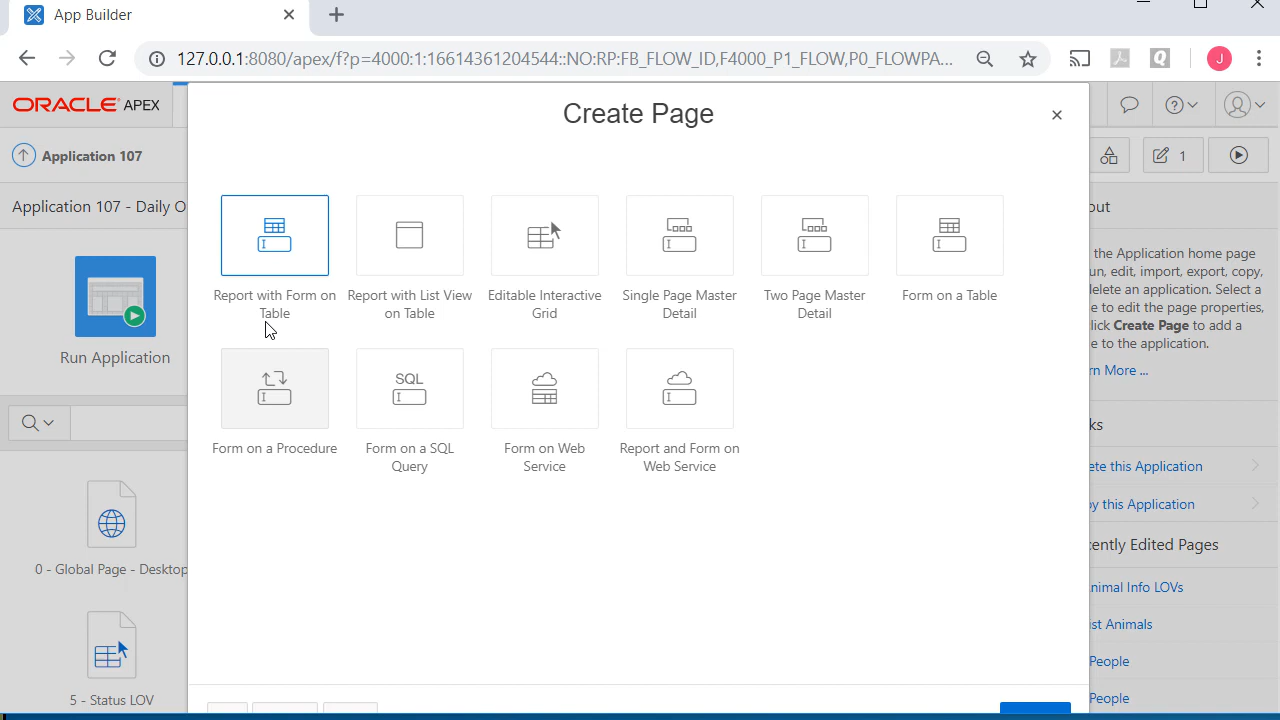 App Builder
127.0.0.1:8080/apex/f?p=4000:1:16614361204544::NO:RP:FB_FLOW_ID,F4000_P1_FLOW,P0_FLOWPA...
J
ORACLE APEX
Create Page
Application 107
1
Application 107 - Daily O
out
Report with Form on
Table
Report with List View
on Table
Editable Interactive
Grid
Single Page Master
Detail
Two Page Master
Detail
Form on a Table
the Application home page
un, edit, import, export, copy,
elete an application. Select a
e to edit the page properties,
lick Create Page to add a
e to the application.
rn More ...
Run Application
SQL
Form on a Procedure
Form on a SQL
Query
Form on Web
Service
Report and Form on
Web Service
ks
ete this Application
by this Application
cently Edited Pages
0 - Global Page - Desktop
nimal Info LOVs
ist Animals
People
People
5 - Status LOV